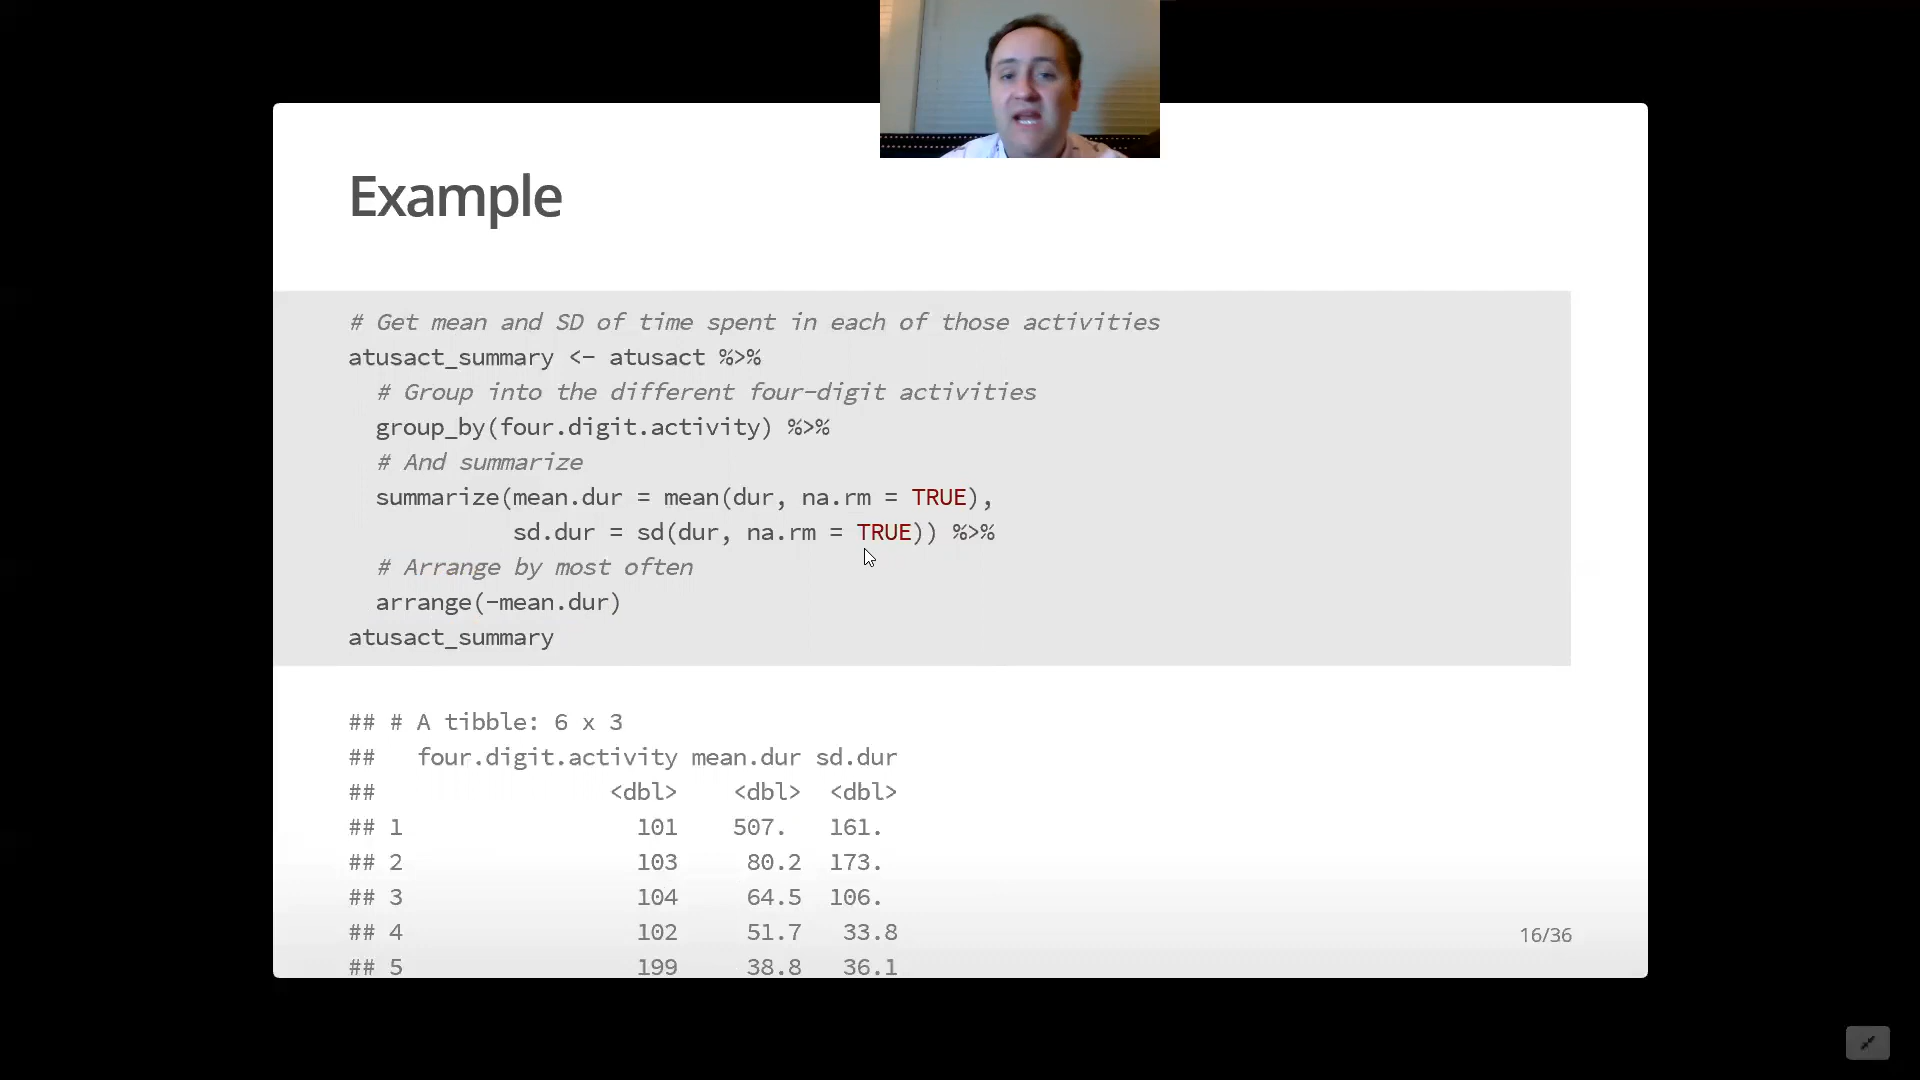 Example
# Get mean and SD of time spent in each of those activities
atusact_summary <- atusact %>%
# Group into the different four-digit activities
group_by(four.digit.activity) %>%
# And summarize
summarize(mean.dur = mean(dur, na.rm = TRUE),
sd.dur = sd(dur, na.rm = TRUE)) %>%
# Arrange by most often
arrange(-mean.dur)
atusact_summary
## # A tibble: 6 x 3
##   four.digit.activity mean.dur sd.dur
##                 <dbl>    <dbl>  <dbl>
## 1                 101    507.   161.
## 2                 103     80.2  173.
## 3                 104     64.5  106.
## 4                 102     51.7   33.8
## 5                 199     38.8   36.1
16/36